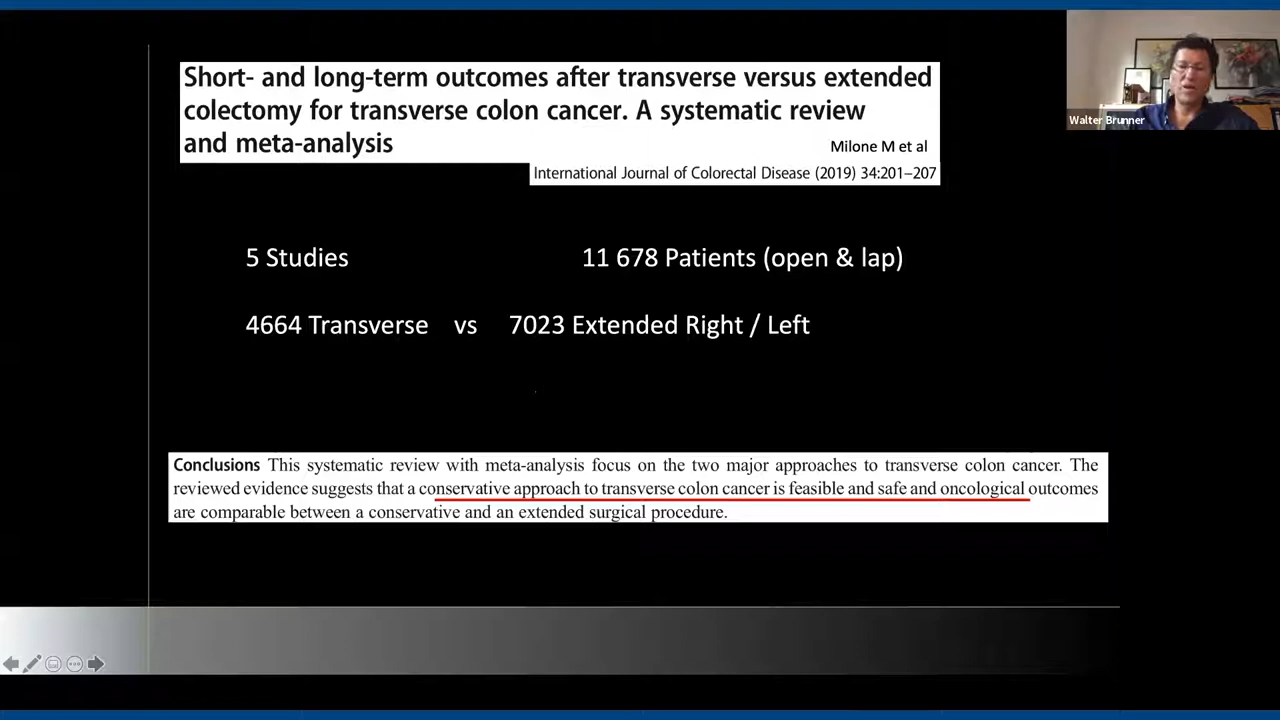 Short- and long-term outcomes after transverse versus extended
colectomy for transverse colon cancer. A systematic review
and meta-analysis
Milone M et al
International Journal of Colorectal Disease (2019) 34:201–207
Walter Brunner
5 Studies 11 678 Patients (open & lap)
4664 Transverse vs 7023 Extended Right / Left
Conclusions This systematic review with meta-analysis focus on the two major approaches to transverse colon cancer. The
reviewed evidence suggests that a conservative approach to transverse colon cancer is feasible and safe and oncological outcomes
are comparable between a conservative and an extended surgical procedure.